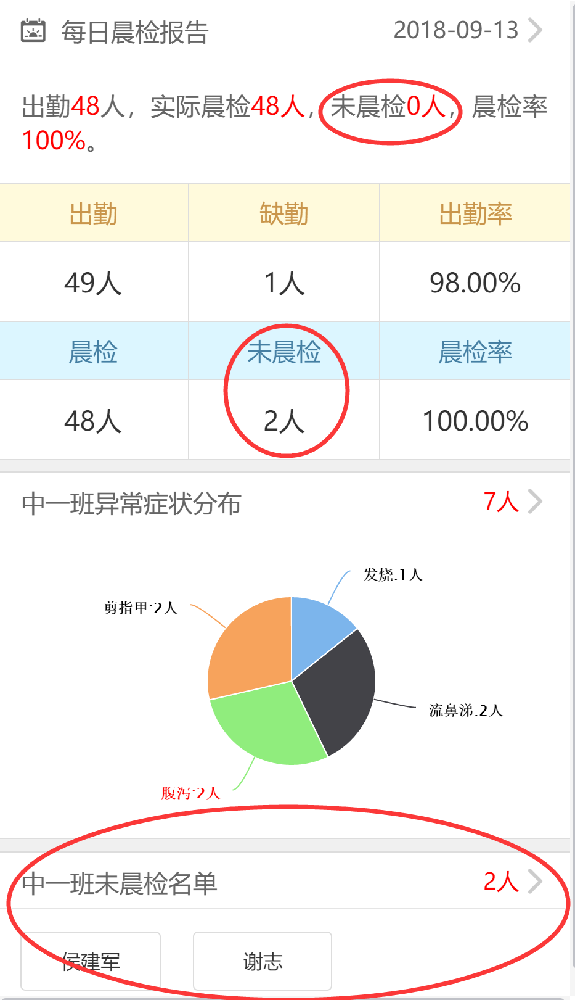 每日晨检报告 2018-09-13
出勤48人，实际晨检48人，未晨检0人，晨检率
100%。
出勤 缺勤 出勤率
49人 1人 98.00%
晨检 未晨检 晨检率
48人 2人 100.00%
中一班异常症状分布 7人
发烧:1人
剪指甲:2人
流鼻涕:2人
腹泻:2人
中一班未晨检名单 2人
侯建军 谢志